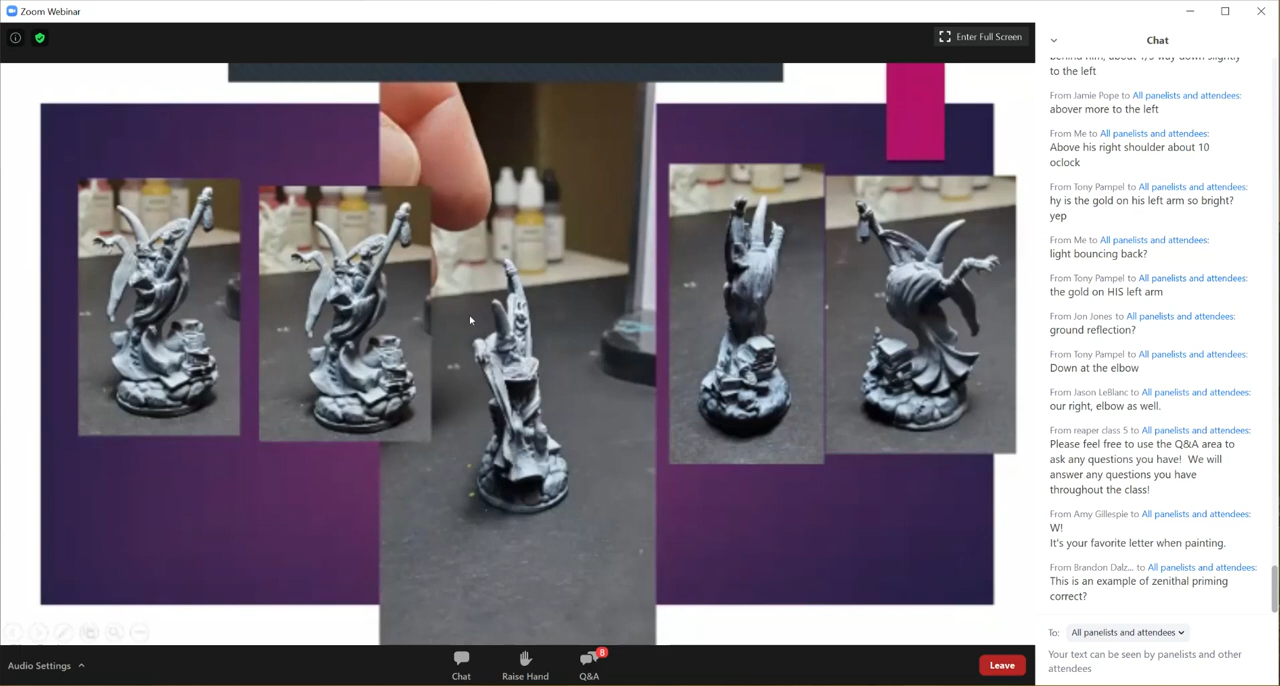 Zoom Webinar
Enter Full Screen
Chat
behind him, about 1/3 way down slightly
to the left
From Jamie Pope to All panelists and attendees:
abover more to the left
From Me to All panelists and attendees:
Above his right shoulder about 10
oclock
From Tony Pampel to All panelists and attendees:
hy is the gold on his left arm so bright?
yep
From Me to All panelists and attendees:
light bouncing back?
From Tony Pampel to All panelists and attendees:
the gold on HIS left arm
From Jon Jones to All panelists and attendees:
ground reflection?
From Tony Pampel to All panelists and attendees:
Down at the elbow
From Jason LeBlanc to All panelists and attendees:
our right, elbow as well.
From reaper class 5 to All panelists and attendees:
Please feel free to use the Q&A area to
ask any questions you have! We will
answer any questions you have
throughout the class!
From Amy Gillespie to All panelists and attendees:
W!
It's your favorite letter when painting.
From Brandon Dalz... to All panelists and attendees:
This is an example of zenithal priming
correct?
To: All panelists and attendees
Your text can be seen by panelists and other
attendees
Audio Settings
Chat
Raise Hand
8
Q&A
Leave